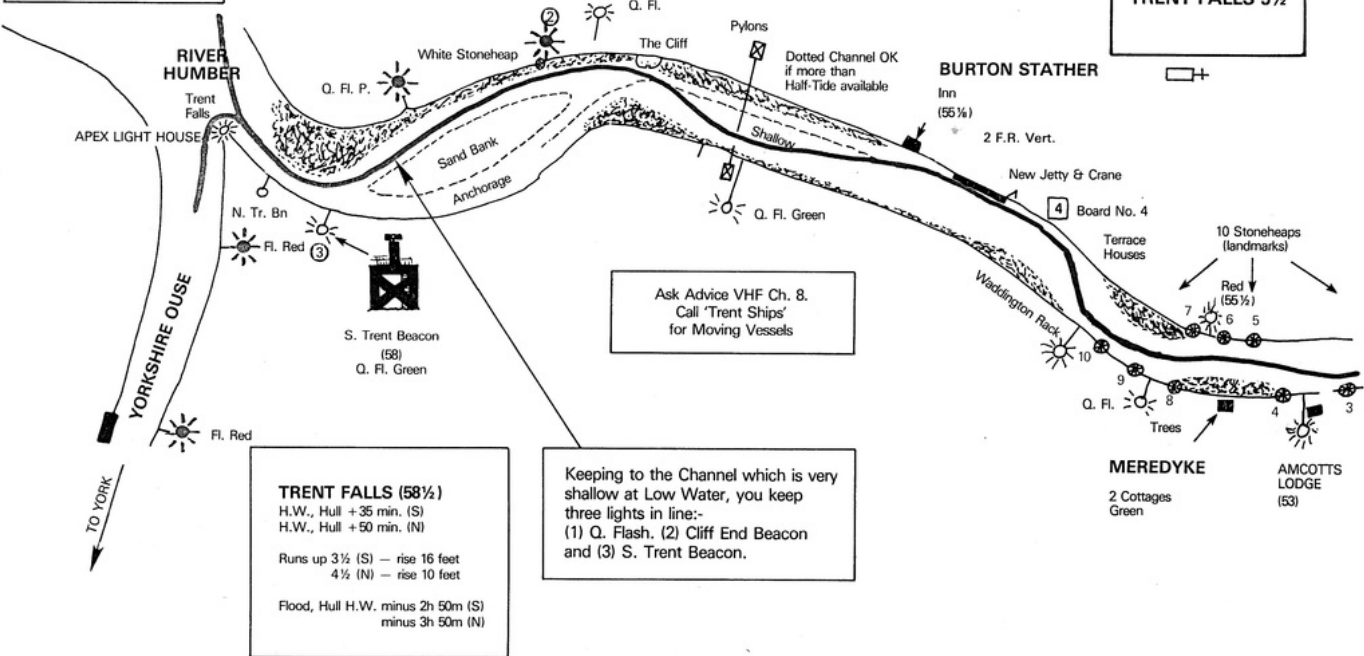 TRENT FALLS 5½
Q. Fl.
②
Pylons
White Stoneheap
The Cliff
RIVER
HUMBER
Dotted Channel OK
if more than
Half-Tide available
BURTON STATHER
Inn
(55⅛)
Q. Fl. P.
Trent
Falls
APEX LIGHT HOUSE
2 F.R. Vert.
Shallow
Sand Bank
New Jetty & Crane
Anchorage
N. Tr. Bn
Q. Fl. Green
4 Board No. 4
③
Fl. Red
Terrace
Houses
10 Stoneheaps
(landmarks)
YORKSHIRE OUSE
Ask Advice VHF Ch. 8.
Call 'Trent Ships'
for Moving Vessels
Waddington Rack
Red
(55½)
7
6
5
S. Trent Beacon
(58)
Q. Fl. Green
10
9
8
4
3
Q. Fl.
Fl. Red
Trees
TO YORK
MEREDYKE
2 Cottages
Green
AMCOTTS
LODGE
(53)
TRENT FALLS (58½)
H.W., Hull +35 min. (S)
H.W., Hull +50 min. (N)
Runs up 3½ (S) — rise 16 feet
4½ (N) — rise 10 feet
Flood, Hull H.W. minus 2h 50m (S)
minus 3h 50m (N)
Keeping to the Channel which is very
shallow at Low Water, you keep
three lights in line:-
(1) Q. Flash. (2) Cliff End Beacon
and (3) S. Trent Beacon.